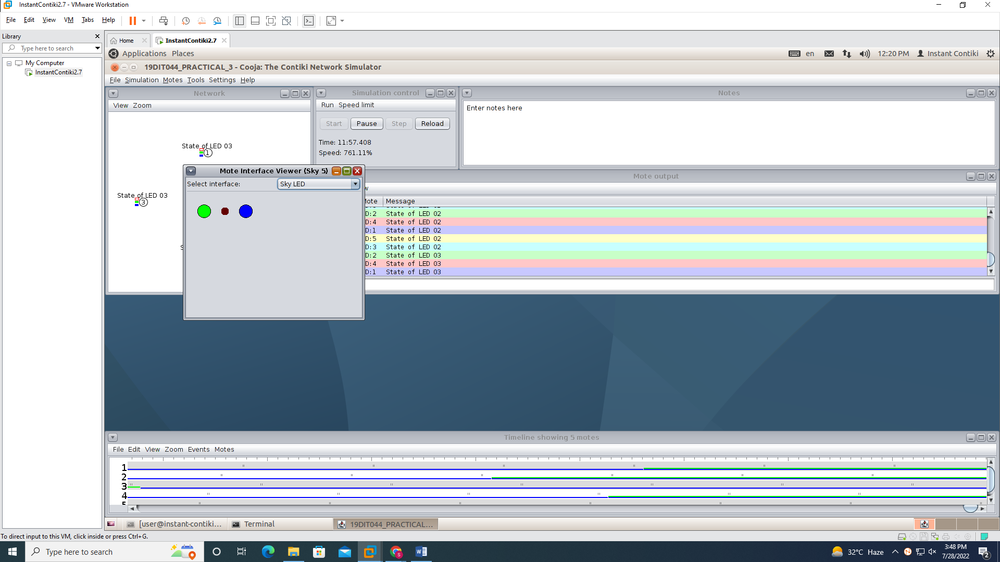 InstantContiki2.7 - VMware Workstation
File Edit View VM Tabs Help
Library
Type here to search
My Computer
InstantContiki2.7
Home InstantContiki2.7
Applications Places en 12:20 PM Instant Contiki
19DIT044_PRACTICAL_3 - Cooja: The Contiki Network Simulator
File Simulation Motes Tools Settings Help
Network
View Zoom
State of LED 03
1
State of LED 03
3
Simulation control
Run Speed limit
Start Pause Step Reload
Time: 11:57.408
Speed: 761.11%
Notes
Enter notes here
Mote Interface Viewer (Sky 5)
Select interface: Sky LED
Mote output
Mote Message
D:2 State of LED 02
D:4 State of LED 02
D:1 State of LED 02
D:5 State of LED 02
D:3 State of LED 02
D:2 State of LED 03
D:4 State of LED 03
D:1 State of LED 03
Timeline showing 5 motes
File Edit View Zoom Events Motes
1
2
3
4
5
[user@instant-contiki... Terminal 19DIT044_PRACTICAL...
To direct input to this VM, click inside or press Ctrl+G.
Type here to search
32°C Haze
3:48 PM
7/28/2022
2